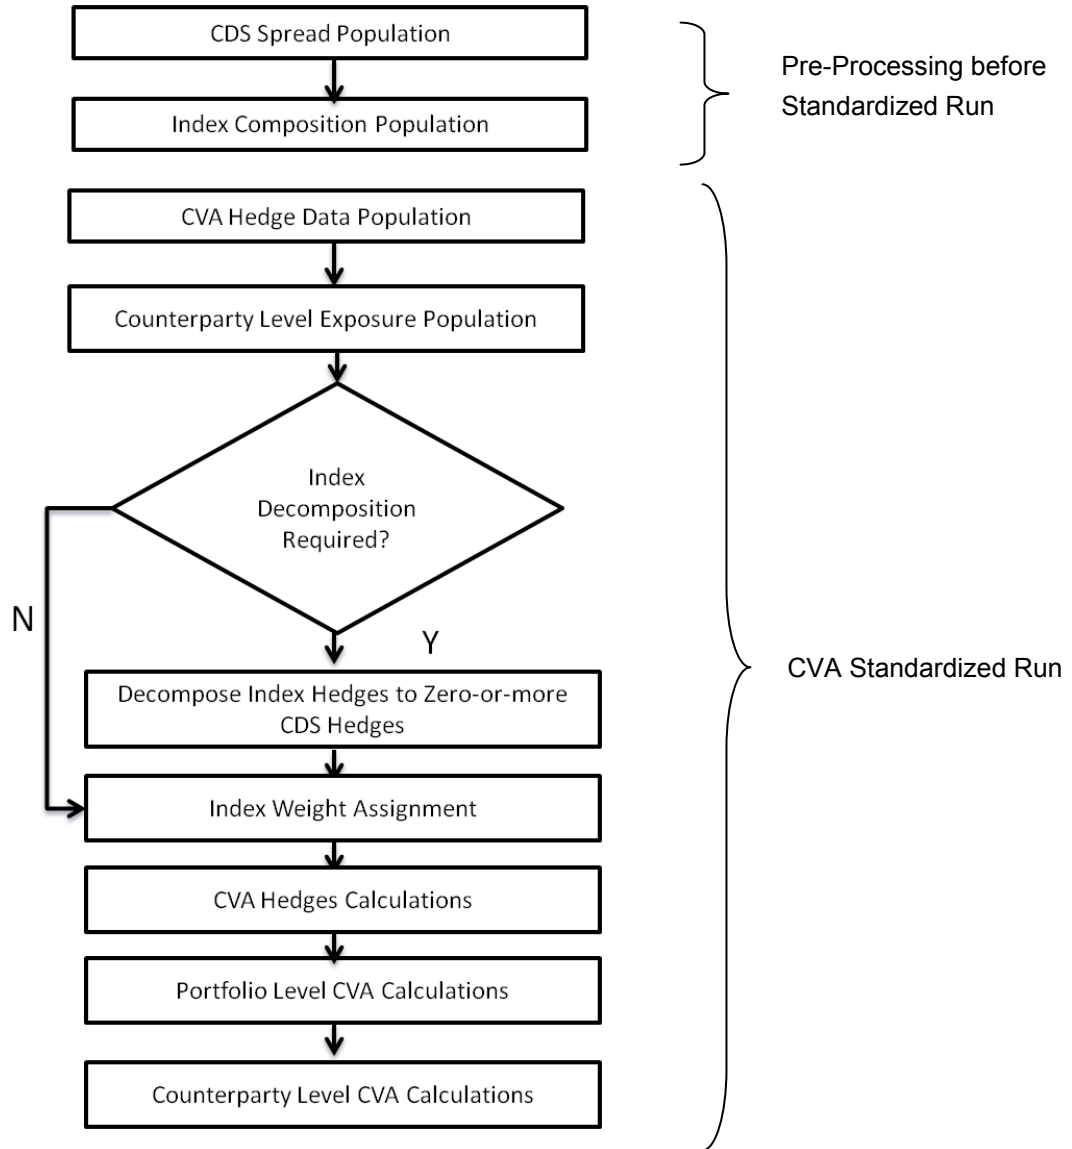 CDS Spread Population
Pre-Processing before
Standardized Run
Index Composition Population
CVA Hedge Data Population
Counterparty Level Exposure Population
Index
Decomposition
Required?
N
Y
Decompose Index Hedges to Zero-or-more
CDS Hedges
CVA Standardized Run
Index Weight Assignment
CVA Hedges Calculations
Portfolio Level CVA Calculations
Counterparty Level CVA Calculations